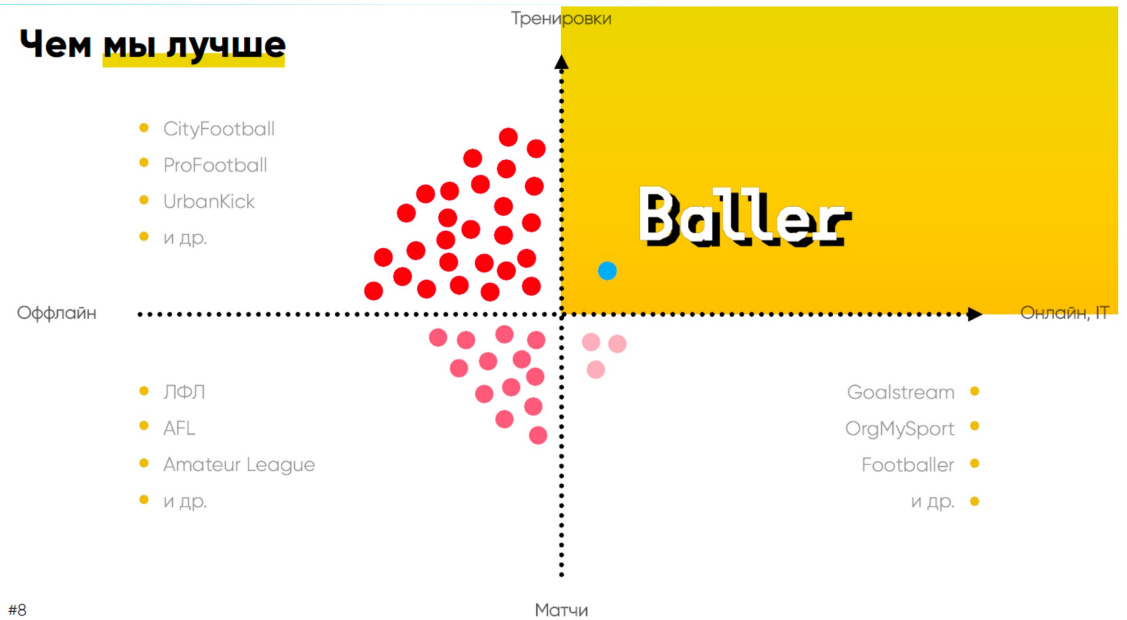 Тренировки
Чем мы лучше
CityFootball
ProFootball
UrbanKick
и др.
Baller
Оффлайн
Онлайн, IT
ЛФЛ
AFL
Amateur League
и др.
Goalstream
OrgMySport
Footballer
и др.
Матчи
#8